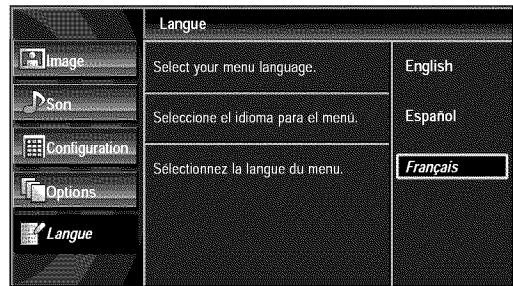 Langue
Image
Son
Configuration
Options
Langue
Select your menu language.
Seleccione el idioma para el menú.
Sélectionnez la langue du menu.
English
Español
Français